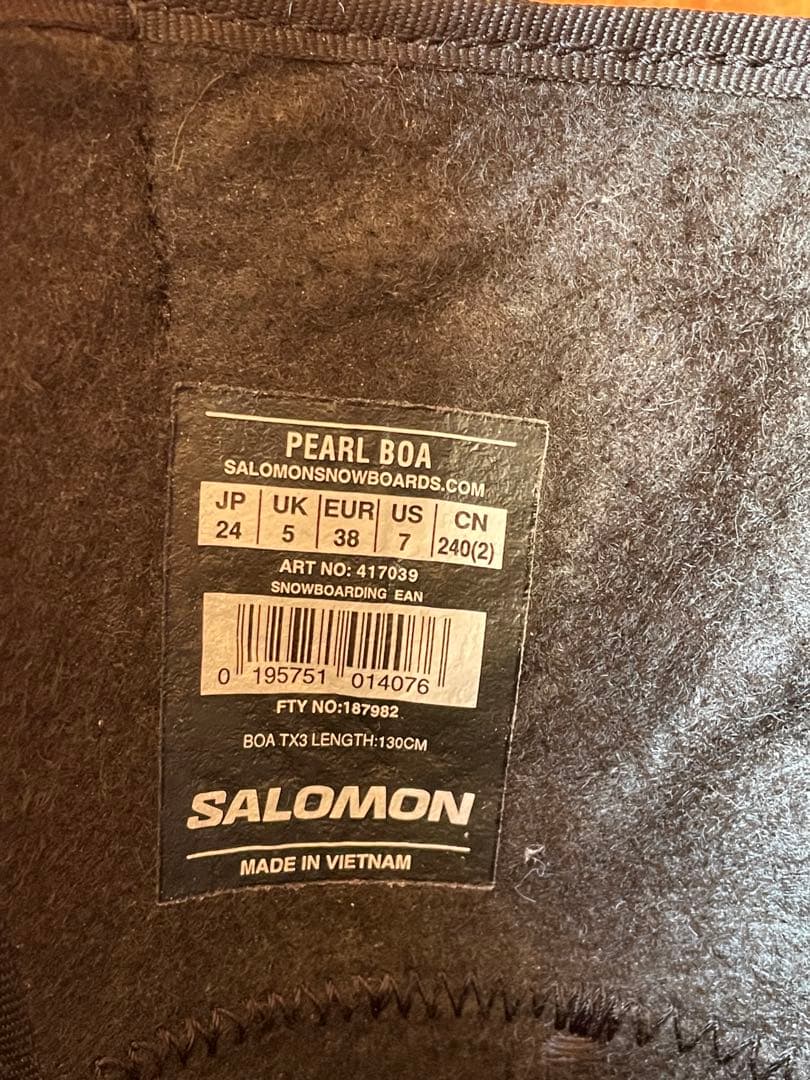 PEARL BOA
SALOMONSNOWBOARDS.COM
JP UK EUR US CN
24 5 38 7 240(2)
ART NO: 417039
SNOWBOARDING EAN
0 195751 014076
FTY NO:187982
BOA TX3 LENGTH:130CM
SALOMON
MADE IN VIETNAM